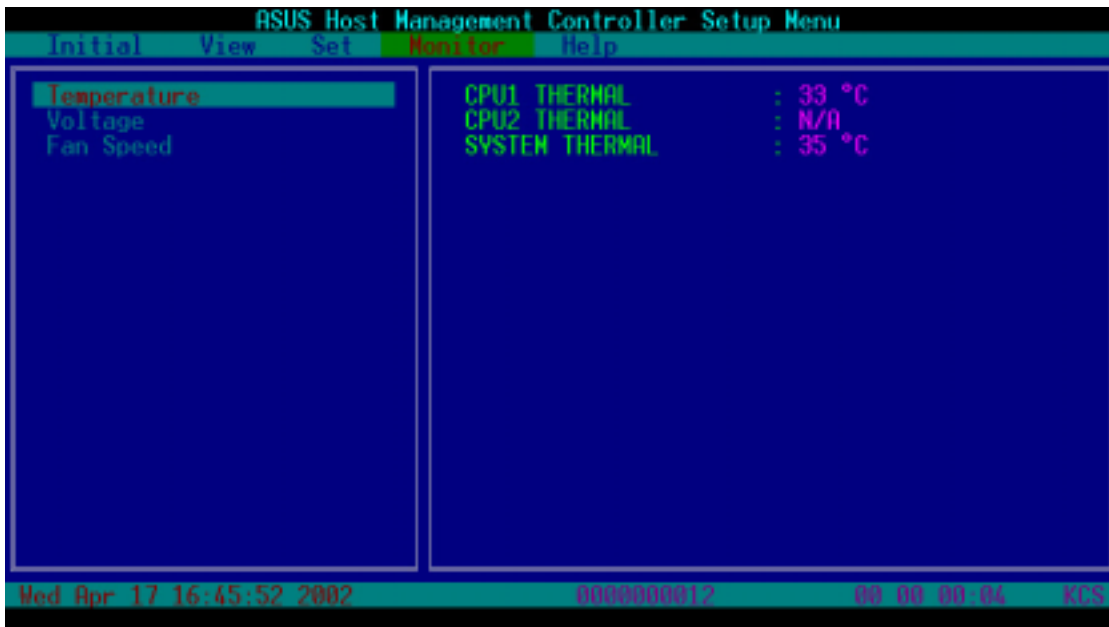 ASUS Host Management Controller Setup Menu
Initial View Set Monitor Help
Temperature
Voltage
Fan Speed
CPU1 THERMAL : 33 °C
CPU2 THERMAL : N/A
SYSTEM THERMAL : 35 °C
Wed Apr 17 16:45:52 2002 0000000012 00 00 00:04 KCS